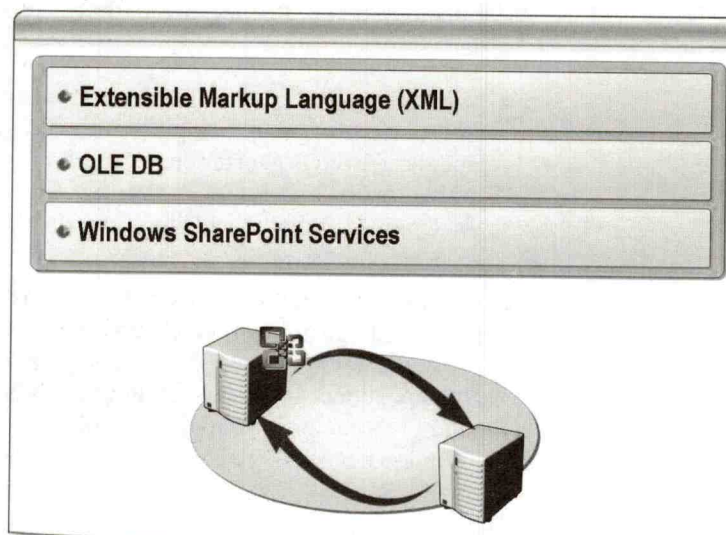 Extensible Markup Language (XML)
OLE DB
Windows SharePoint Services